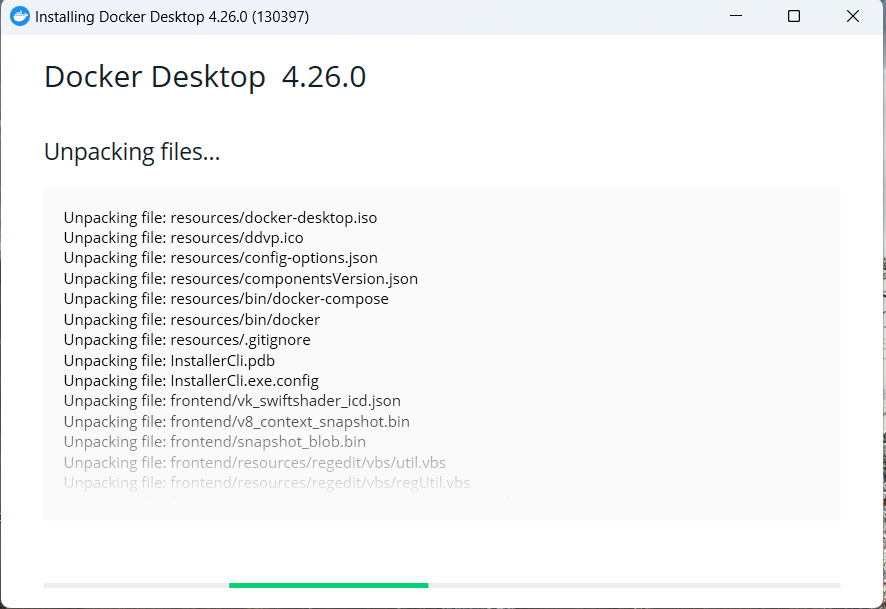 Installing Docker Desktop 4.26.0 (130397)
Docker Desktop 4.26.0
Unpacking files...
Unpacking file: resources/docker-desktop.iso
Unpacking file: resources/ddvp.ico
Unpacking file: resources/config-options.json
Unpacking file: resources/componentsVersion.json
Unpacking file: resources/bin/docker-compose
Unpacking file: resources/bin/docker
Unpacking file: resources/.gitignore
Unpacking file: InstallerCli.pdb
Unpacking file: InstallerCli.exe.config
Unpacking file: frontend/vk_swiftshader_icd.json
Unpacking file: frontend/v8_context_snapshot.bin
Unpacking file: frontend/snapshot_blob.bin
Unpacking file: frontend/resources/regedit/vbs/util.vbs
Unpacking file: frontend/resources/regedit/vbs/regUtil.vbs